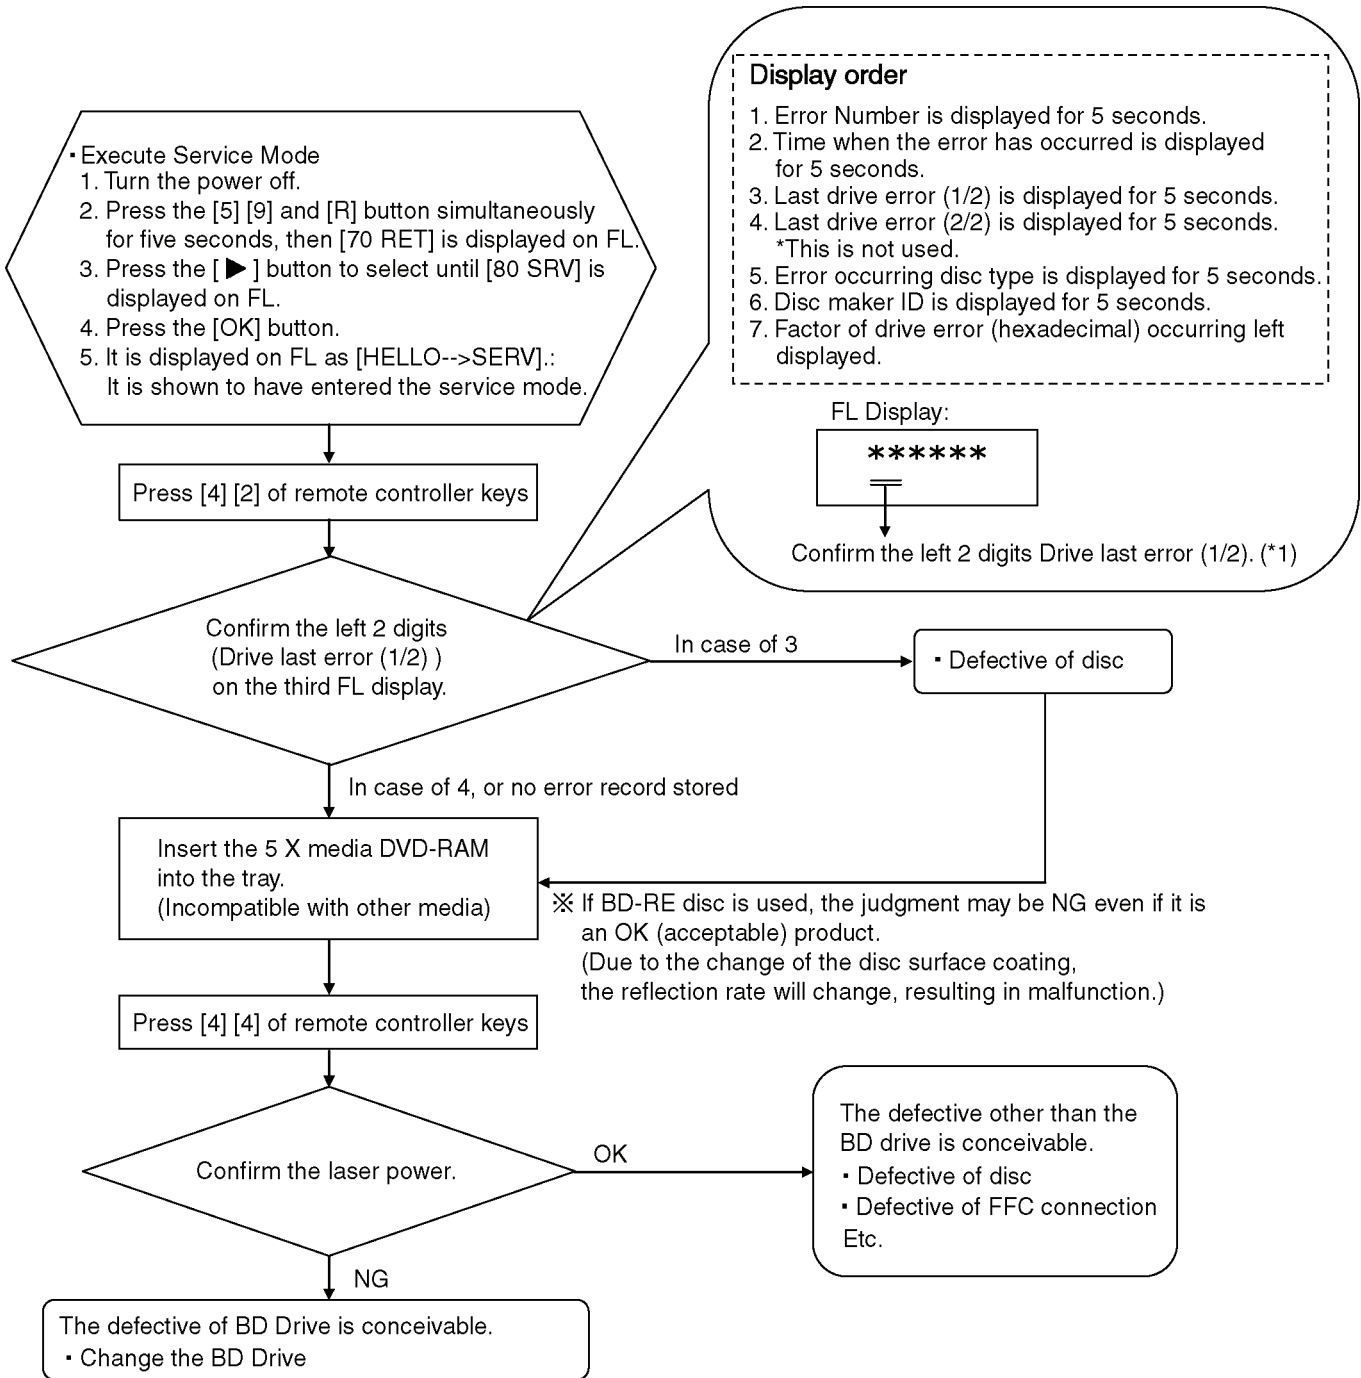 ▪ Execute Service Mode
1. Turn the power off.
2. Press the [5] [9] and [R] button simultaneously
for five seconds, then [70 RET] is displayed on FL.
3. Press the [ ▶ ] button to select until [80 SRV] is
displayed on FL.
4. Press the [OK] button.
5. It is displayed on FL as [HELLO-->SERV].:
It is shown to have entered the service mode.
Display order
1. Error Number is displayed for 5 seconds.
2. Time when the error has occurred is displayed
for 5 seconds.
3. Last drive error (1/2) is displayed for 5 seconds.
4. Last drive error (2/2) is displayed for 5 seconds.
*This is not used.
5. Error occurring disc type is displayed for 5 seconds.
6. Disc maker ID is displayed for 5 seconds.
7. Factor of drive error (hexadecimal) occurring left
displayed.
FL Display:
******
Confirm the left 2 digits Drive last error (1/2). (*1)
Press [4] [2] of remote controller keys
Confirm the left 2 digits
(Drive last error (1/2) )
on the third FL display.
In case of 3
▪ Defective of disc
In case of 4, or no error record stored
Insert the 5 X media DVD-RAM
into the tray.
(Incompatible with other media)
※ If BD-RE disc is used, the judgment may be NG even if it is
an OK (acceptable) product.
(Due to the change of the disc surface coating,
the reflection rate will change, resulting in malfunction.)
Press [4] [4] of remote controller keys
Confirm the laser power.
OK
The defective other than the
BD drive is conceivable.
▪ Defective of disc
▪ Defective of FFC connection
Etc.
NG
The defective of BD Drive is conceivable.
▪ Change the BD Drive